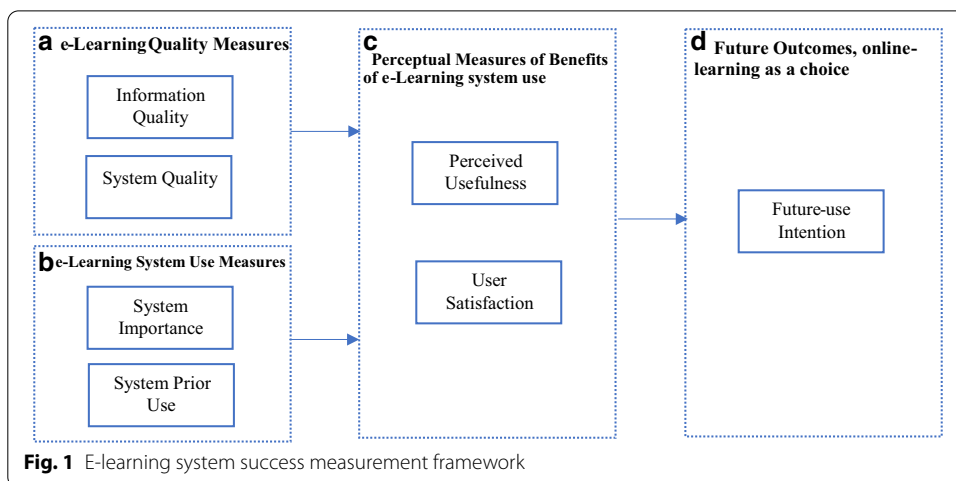 a e-Learning Quality Measures
Information
Quality
System Quality
b e-Learning System Use Measures
System
Importance
System Prior
Use
c Perceptual Measures of Benefits
of e-Learning system use
Perceived
Usefulness
User
Satisfaction
d Future Outcomes, online-
learning as a choice
Future-use
Intention
Fig. 1 E-learning system success measurement framework